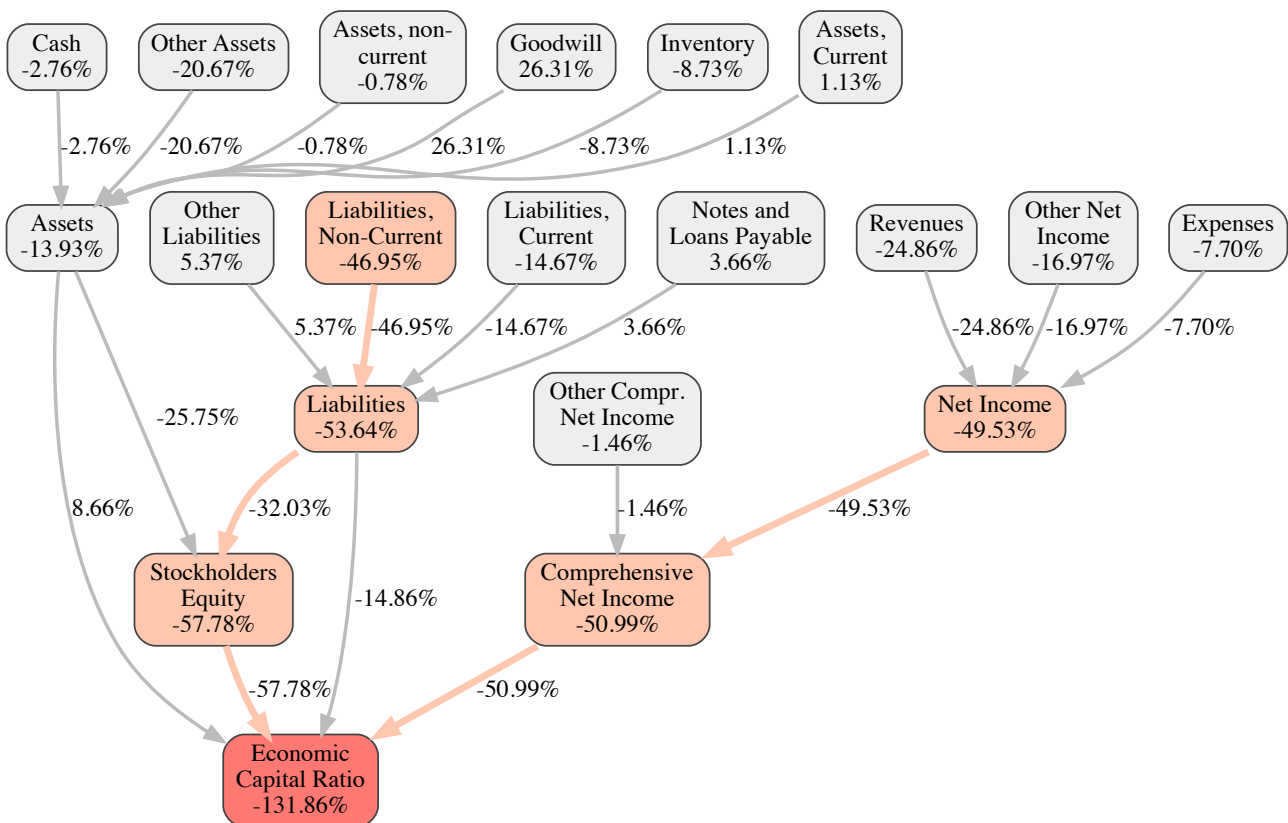 Cash
-2.76%
Other Assets
-20.67%
Assets, non-
current
-0.78%
Goodwill
26.31%
Inventory
-8.73%
Assets,
Current
1.13%
-2.76%
-20.67%
-0.78%
26.31%
-8.73%
1.13%
Assets
-13.93%
Other
Liabilities
5.37%
Liabilities,
Non-Current
-46.95%
Liabilities,
Current
-14.67%
Notes and
Loans Payable
3.66%
Revenues
-24.86%
Other Net
Income
-16.97%
Expenses
-7.70%
5.37%
-46.95%
-14.67%
3.66%
-24.86%
-16.97%
-7.70%
-25.75%
Liabilities
-53.64%
Other Compr.
Net Income
-1.46%
Net Income
-49.53%
8.66%
-32.03%
-1.46%
-49.53%
Stockholders
Equity
-57.78%
-14.86%
Comprehensive
Net Income
-50.99%
-57.78%
-50.99%
Economic
Capital Ratio
-131.86%